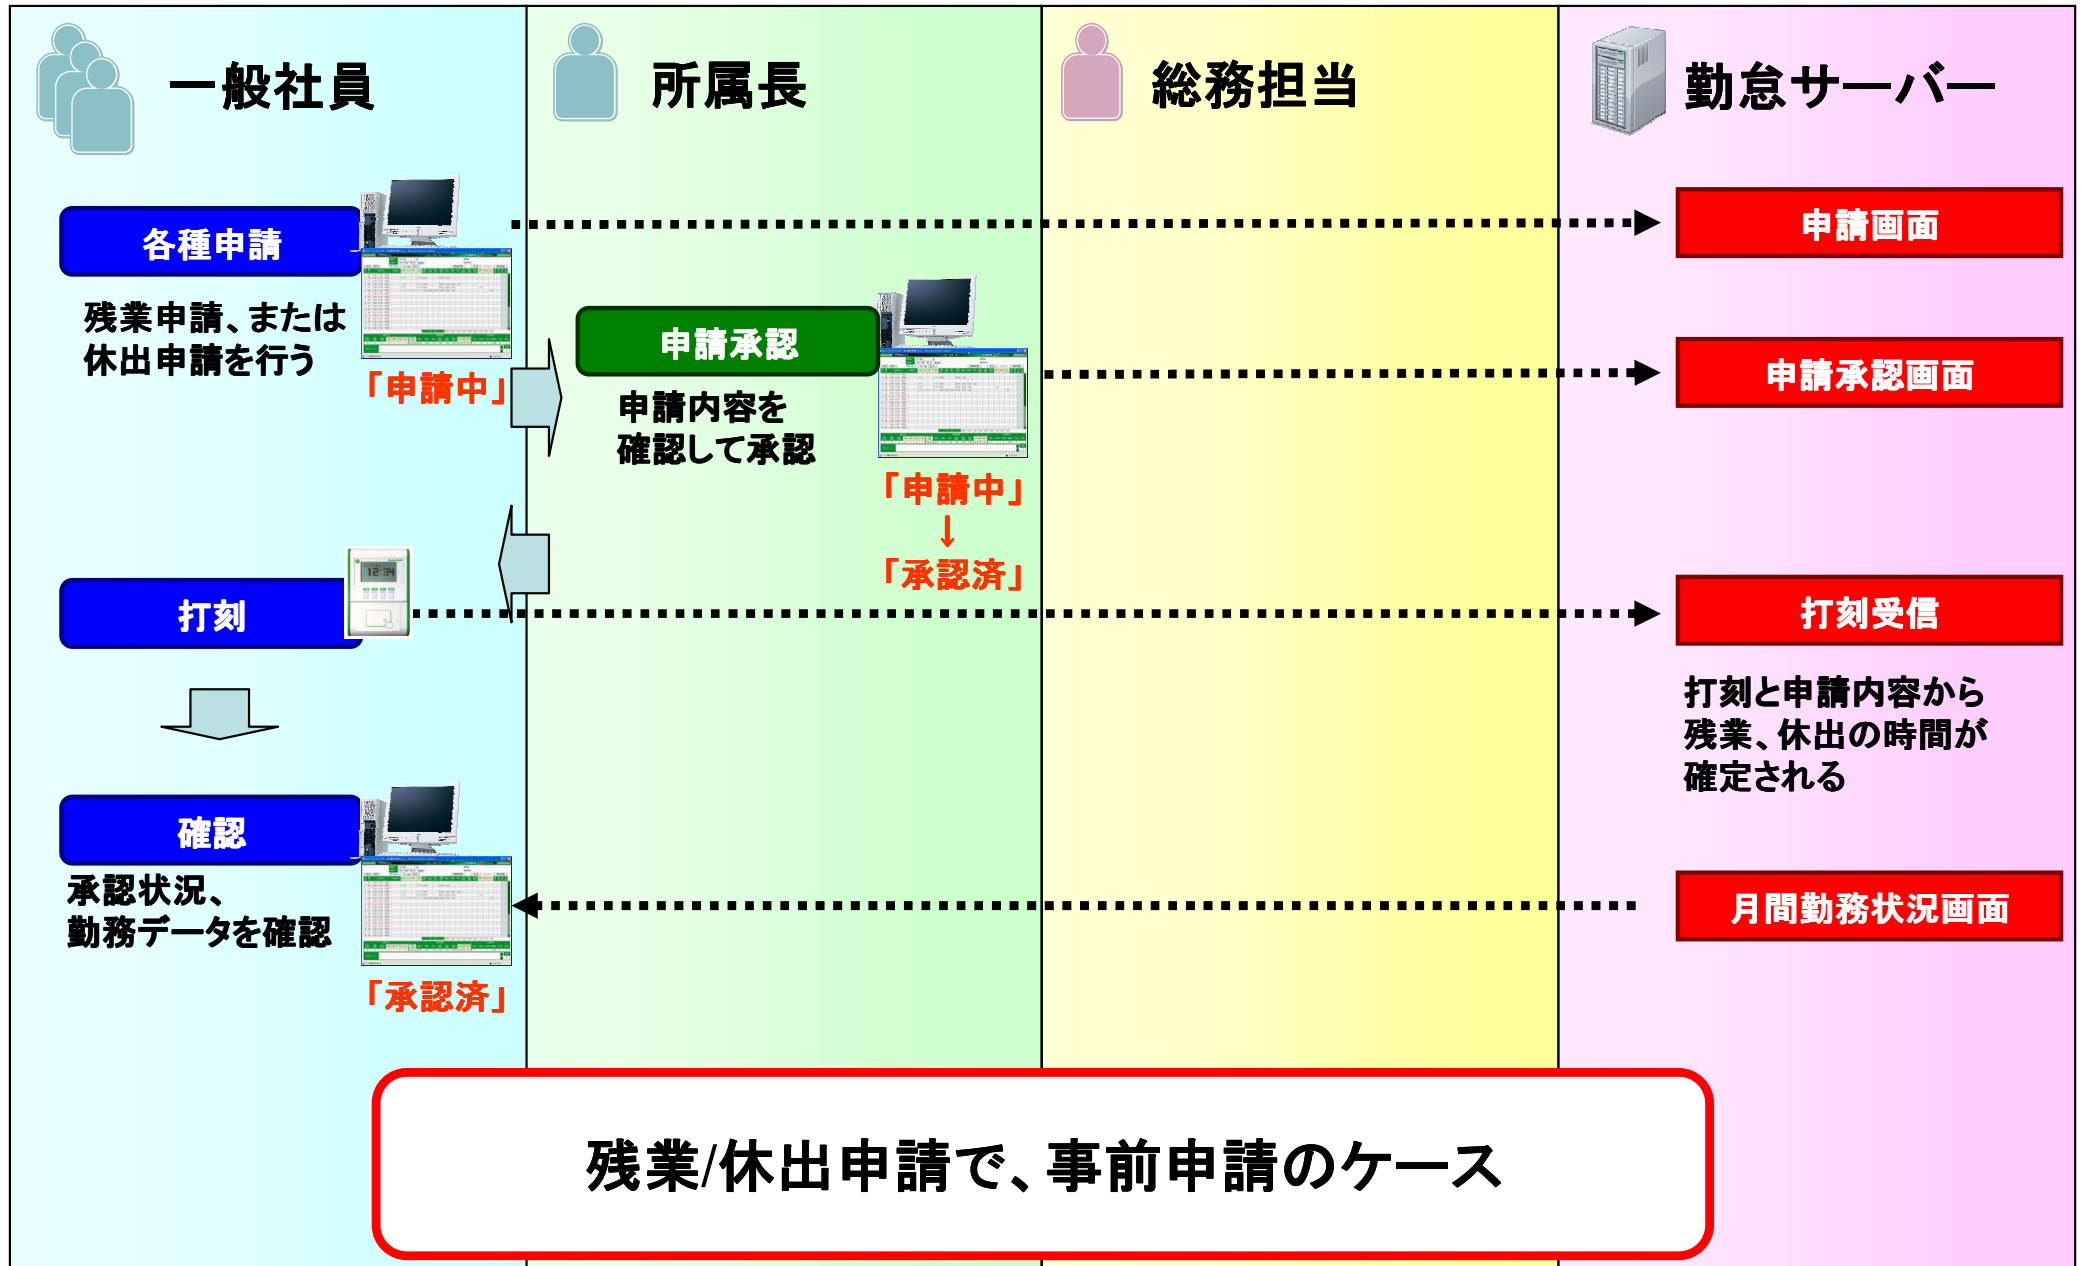 一般社員
所属長
総務担当
勤怠サーバー
各種申請
申請画面
残業申請、または
休出申請を行う
「申請中」
申請承認
申請承認画面
申請内容を
確認して承認
「申請中」
↓
「承認済」
12:34
打刻
打刻受信
打刻と申請内容から
残業、休出の時間が
確定される
確認
承認状況、
勤務データを確認
「承認済」
月間勤務状況画面
残業/休出申請で、事前申請のケース